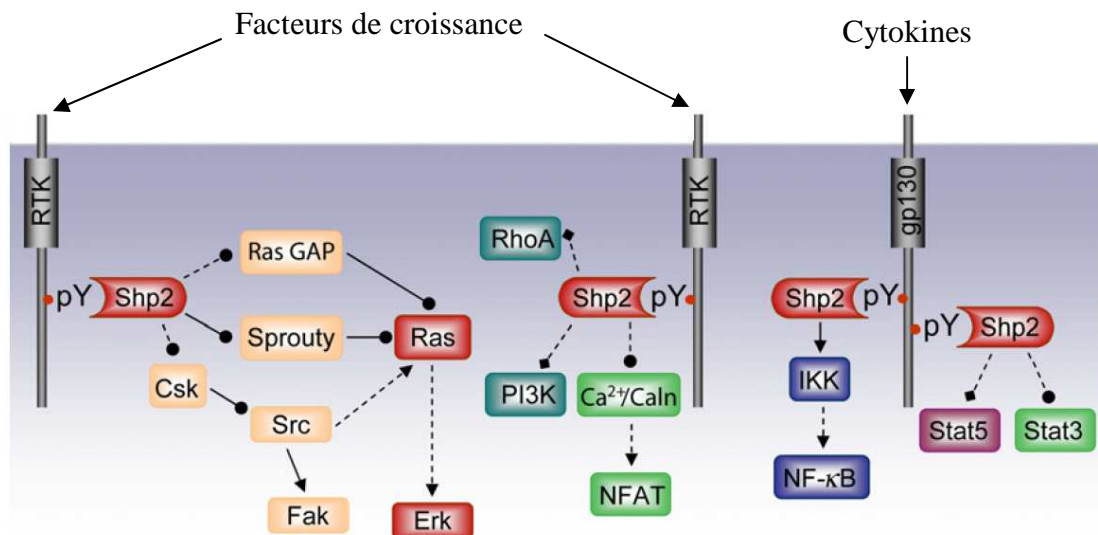 Facteurs de croissance
Cytokines
RTK
RTK
gp130
Ras GAP
RhoA
pY
Shp2
Shp2
pY
Shp2
pY
Sprouty
Ras
pY
Shp2
Csk
PI3K
Ca²⁺/Caln
IKK
Src
Stat5
Stat3
NF-κB
NFAT
Fak
Erk